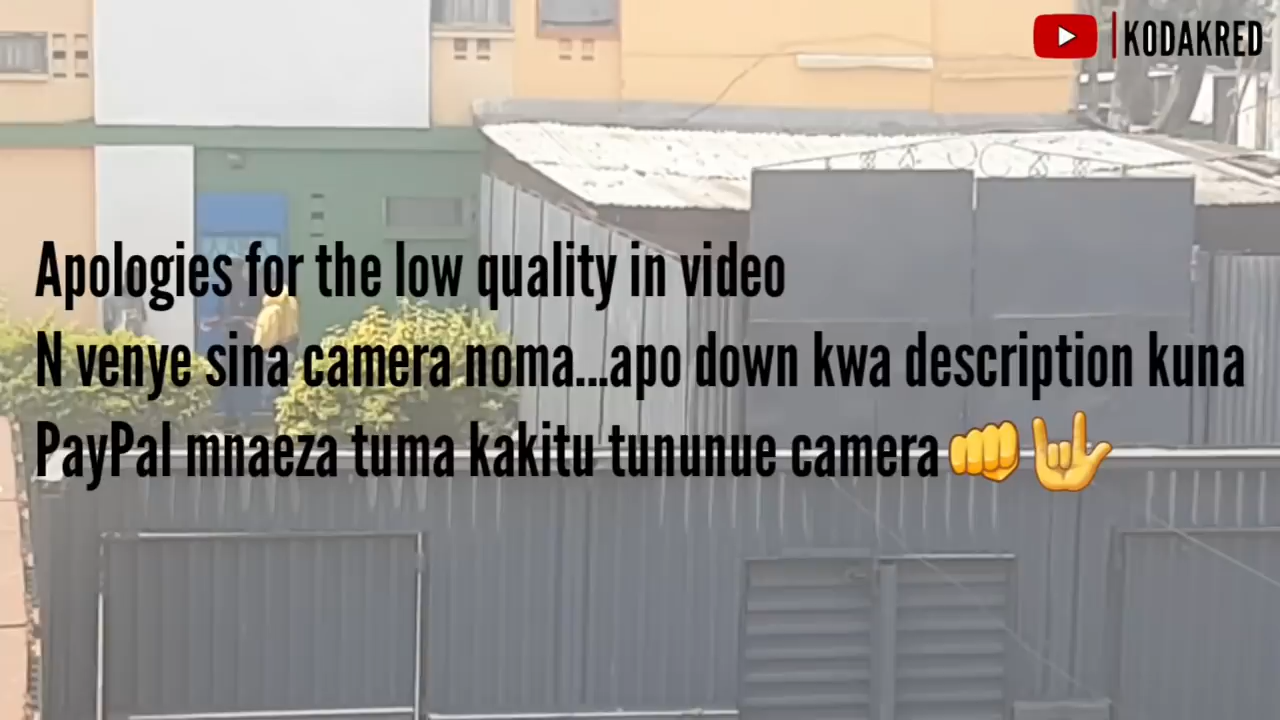 KODAKRED
Apologies for the low quality in video
N venye sina camera noma...apo down kwa description kuna
PayPal mnaeza tuma kakitu tununue camera👊🤟